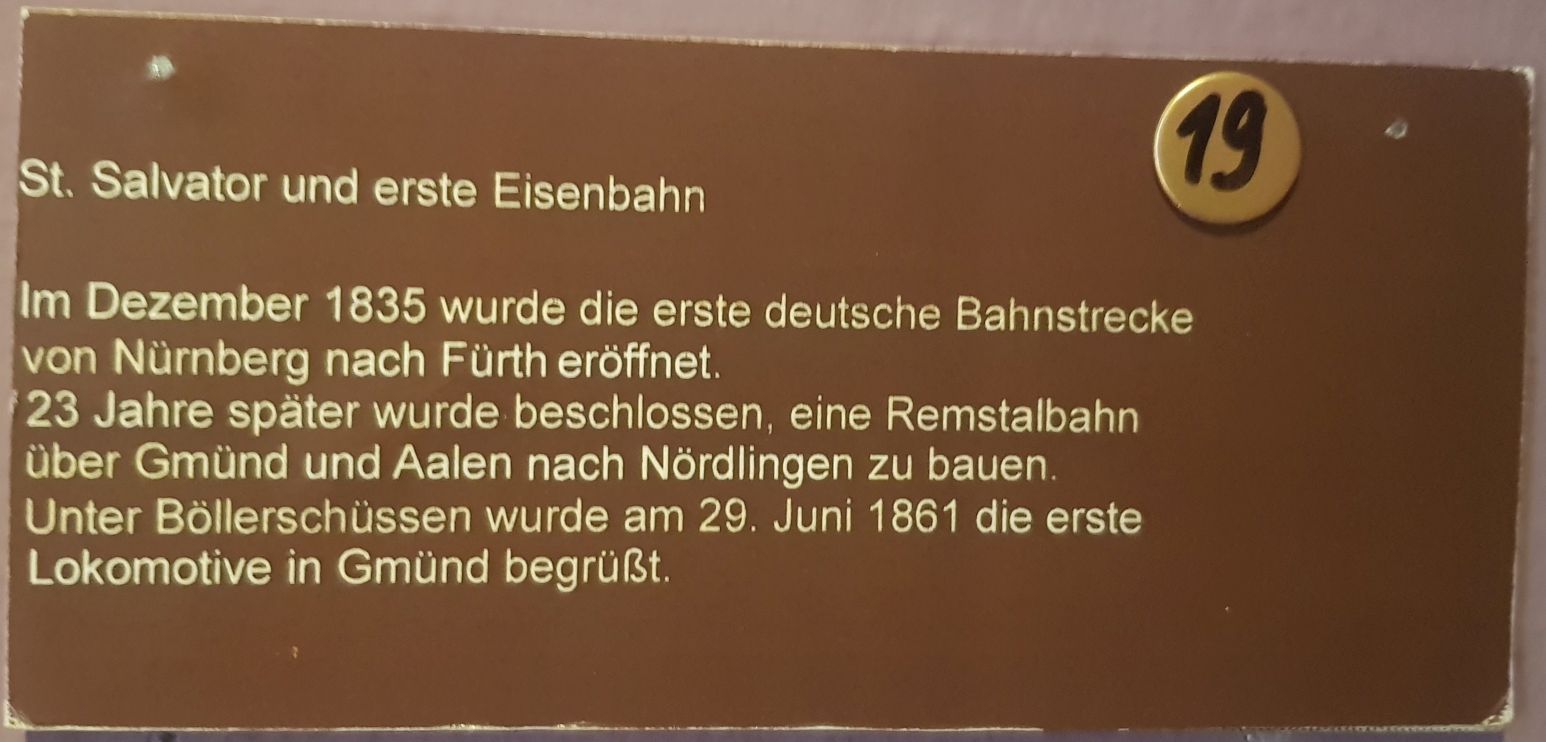 19
St. Salvator und erste Eisenbahn
Im Dezember 1835 wurde die erste deutsche Bahnstrecke
von Nürnberg nach Fürth eröffnet.
23 Jahre später wurde beschlossen, eine Remstalbahn
über Gmünd und Aalen nach Nördlingen zu bauen.
Unter Böllerschüssen wurde am 29. Juni 1861 die erste
Lokomotive in Gmünd begrüßt.